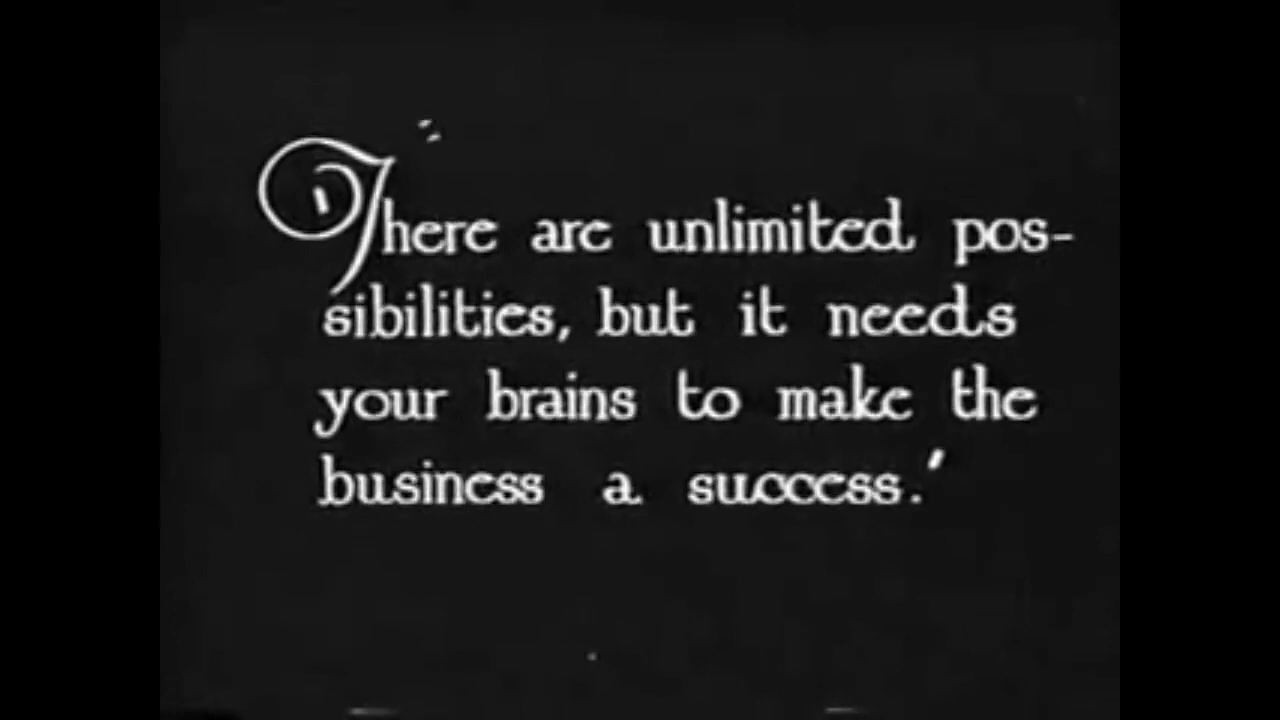 'There are unlimited pos-
sibilities, but it needs
your brains to make the
business a success.'